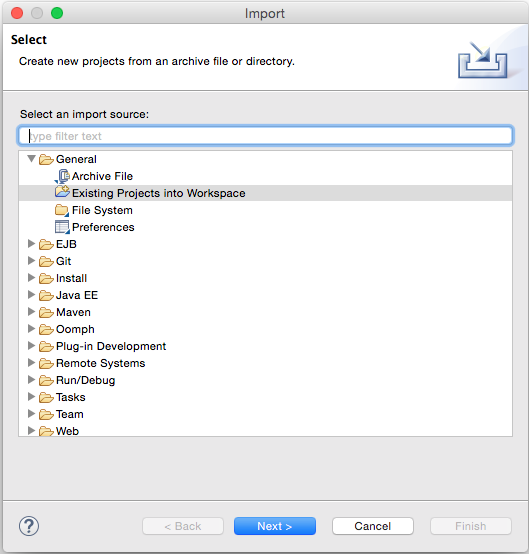 Import
Select
Create new projects from an archive file or directory.
Select an import source:
type filter text
General
Archive File
Existing Projects into Workspace
File System
Preferences
EJB
Git
Install
Java EE
Maven
Oomph
Plug-in Development
Remote Systems
Run/Debug
Tasks
Team
Web
? < Back Next > Cancel Finish